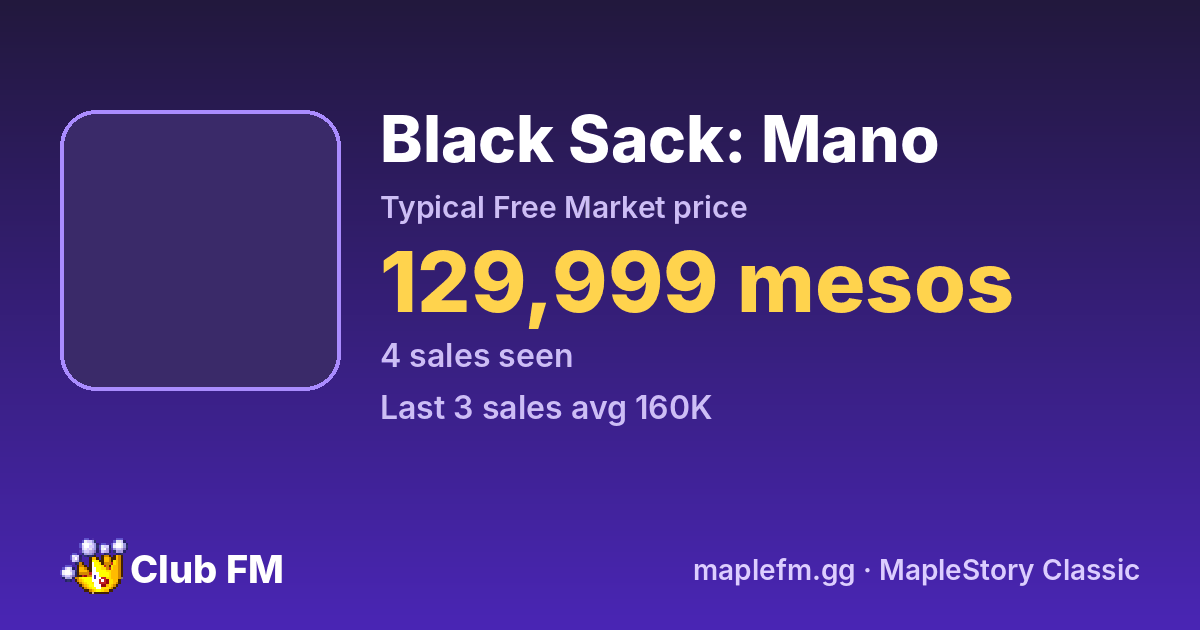 Black Sack: Mano
Typical Free Market price
129,999 mesos
4 sales seen
Last 3 sales avg 160K
Club FM
maplefm.gg · MapleStory Classic